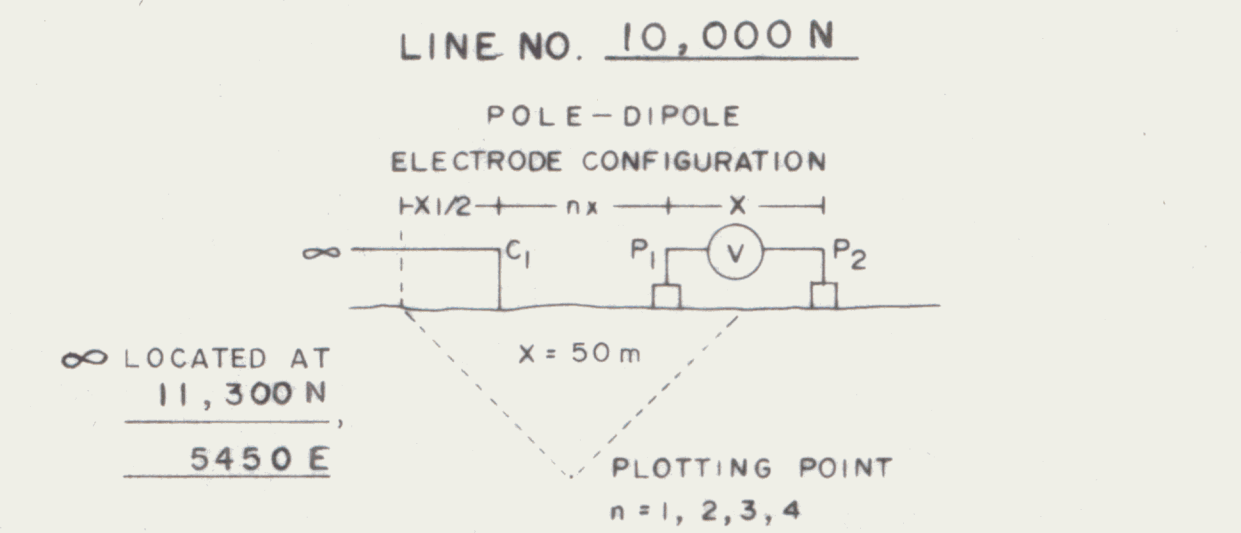 LINE NO. 10,000 N
POLE-DIPOLE
ELECTRODE CONFIGURATION
X 1/2 nx X
∞ C1 P1 V P2
X = 50 m
∞ LOCATED AT
11,300 N,
5450 E
PLOTTING POINT
n = 1, 2, 3, 4